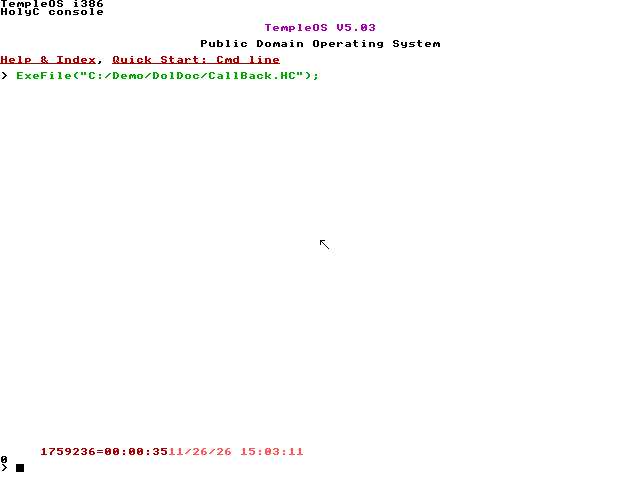 TempleOS i386
HolyC console
TempleOS V5.03
Public Domain Operating System
Help & Index, Quick Start: Cmd line
> ExeFile("C:/Demo/DolDoc/CallBack.HC");
1759236=00:00:3511/26/26 15:03:11
0
>